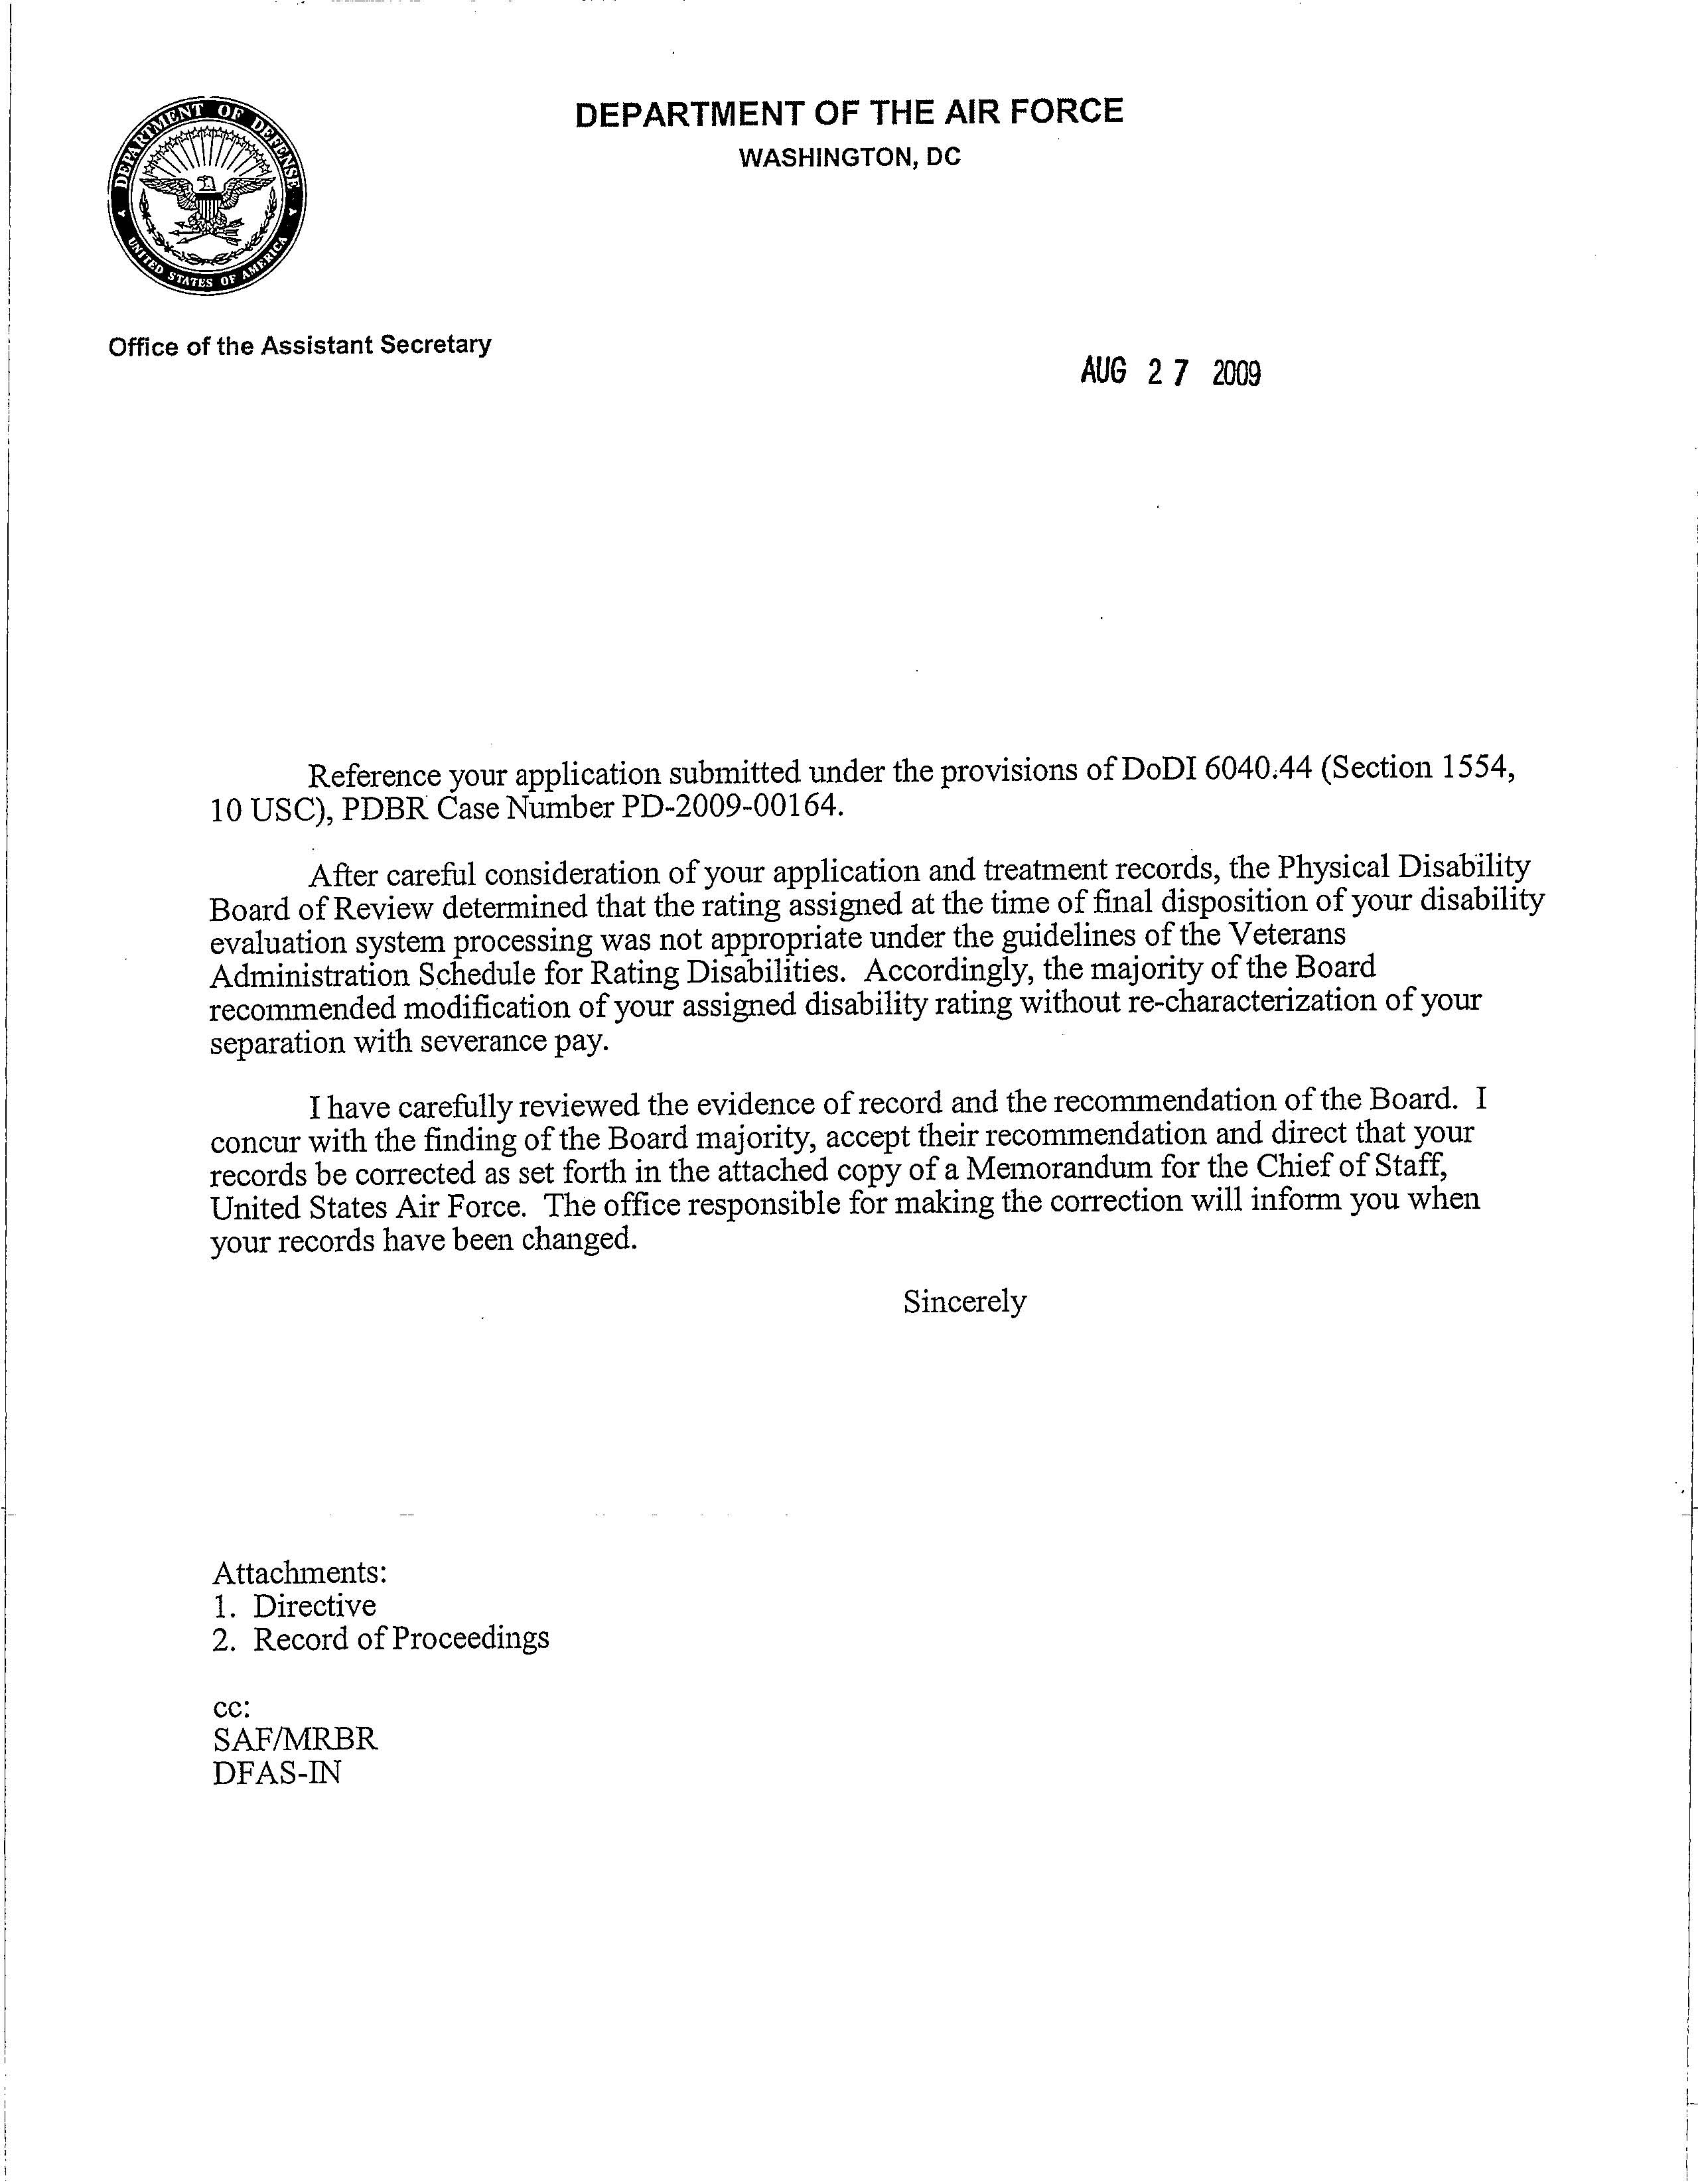 DEPARTMENT OF DEFENSE
UNITED STATES OF AMERICA
DEPARTMENT OF THE AIR FORCE
WASHINGTON, DC
Office of the Assistant Secretary
AUG 27 2009
Reference your application submitted under the provisions of DoDI 6040.44 (Section 1554,
10 USC), PDBR Case Number PD-2009-00164.
After careful consideration of your application and treatment records, the Physical Disability
Board of Review determined that the rating assigned at the time of final disposition of your disability
evaluation system processing was not appropriate under the guidelines of the Veterans
Administration Schedule for Rating Disabilities.  Accordingly, the majority of the Board
recommended modification of your assigned disability rating without re-characterization of your
separation with severance pay.
I have carefully reviewed the evidence of record and the recommendation of the Board.  I
concur with the finding of the Board majority, accept their recommendation and direct that your
records be corrected as set forth in the attached copy of a Memorandum for the Chief of Staff,
United States Air Force.  The office responsible for making the correction will inform you when
your records have been changed.
Sincerely
Attachments:
1.  Directive
2.  Record of Proceedings
cc:
SAF/MRBR
DFAS-IN